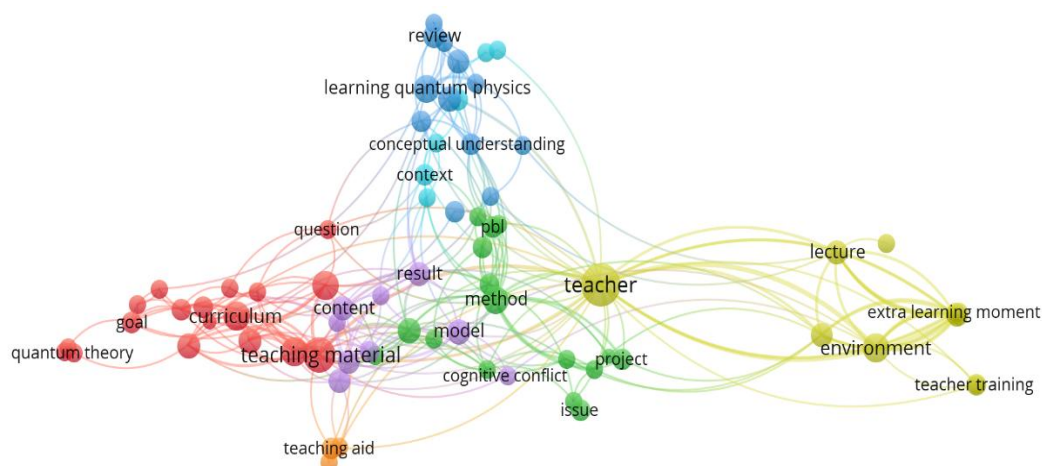 review
learning quantum physics
conceptual understanding
context
question
pbl
lecture
result
teacher
method
content
curriculum
goal
extra learning moment
model
quantum theory
teaching material
environment
project
cognitive conflict
teacher training
issue
teaching aid